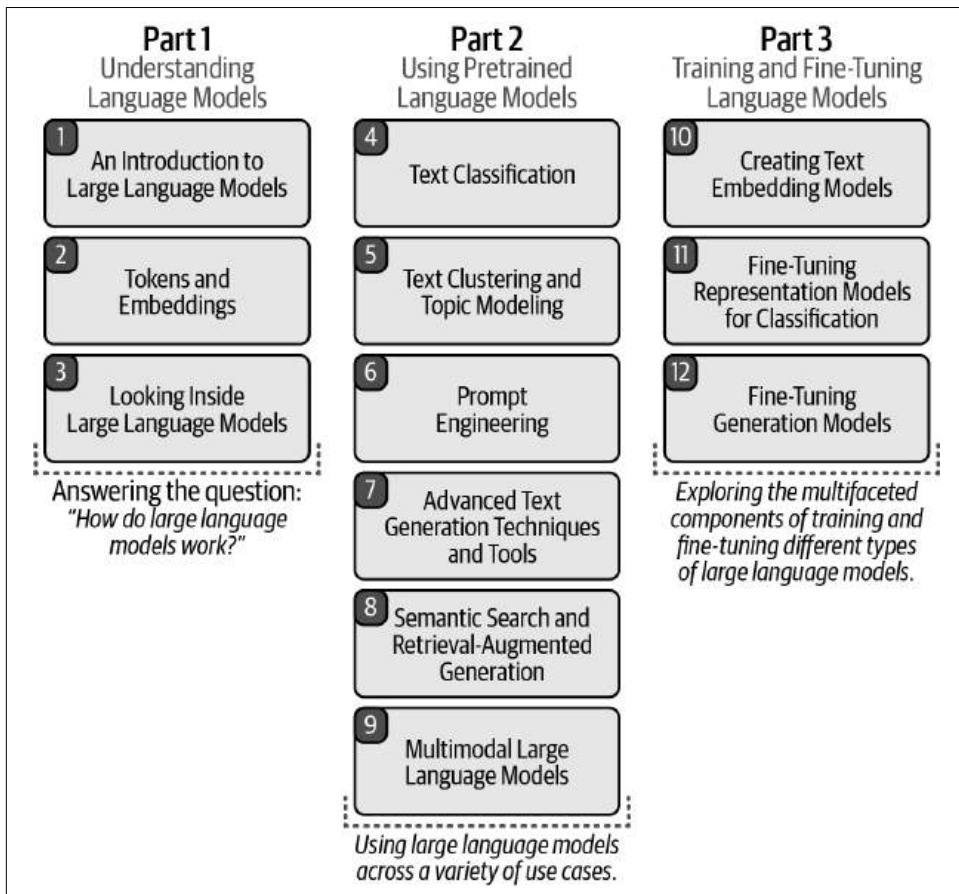 Part 1
Understanding
Language Models
1
An Introduction to
Large Language Models
2
Tokens and
Embeddings
3
Looking Inside
Large Language Models
Answering the question:
"How do large language
models work?"
Part 2
Using Pretrained
Language Models
4
Text Classification
5
Text Clustering and
Topic Modeling
6
Prompt
Engineering
7
Advanced Text
Generation Techniques
and Tools
8
Semantic Search and
Retrieval-Augmented
Generation
9
Multimodal Large
Language Models
Using large language models
across a variety of use cases.
Part 3
Training and Fine-Tuning
Language Models
10
Creating Text
Embedding Models
11
Fine-Tuning
Representation Models
for Classification
12
Fine-Tuning
Generation Models
Exploring the multifaceted
components of training and
fine-tuning different types
of large language models.